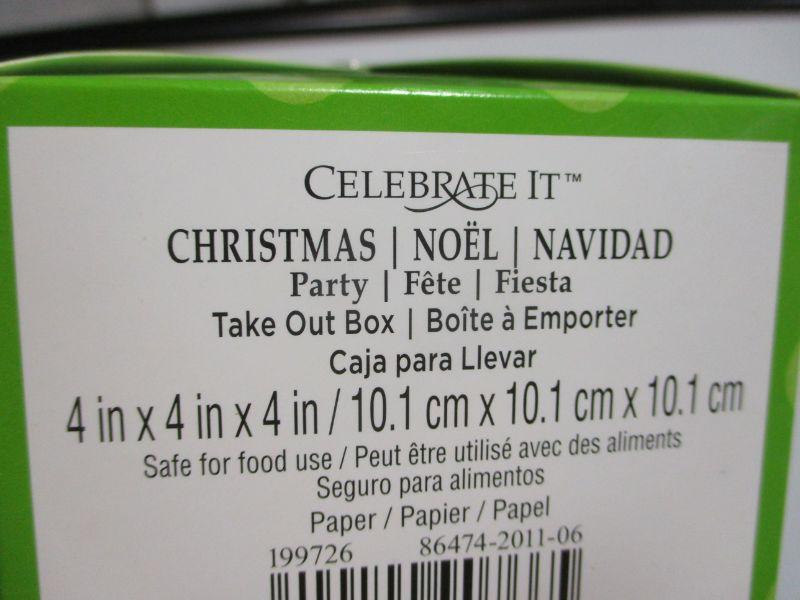 CELEBRATE IT™
CHRISTMAS | NOËL | NAVIDAD
Party | Fête | Fiesta
Take Out Box | Boîte à Emporter
Caja para Llevar
4 in x 4 in x 4 in / 10.1 cm x 10.1 cm x 10.1 cm
Safe for food use / Peut être utilisé avec des aliments
Seguro para alimentos
Paper / Papier / Papel
199726 86474-2011-06